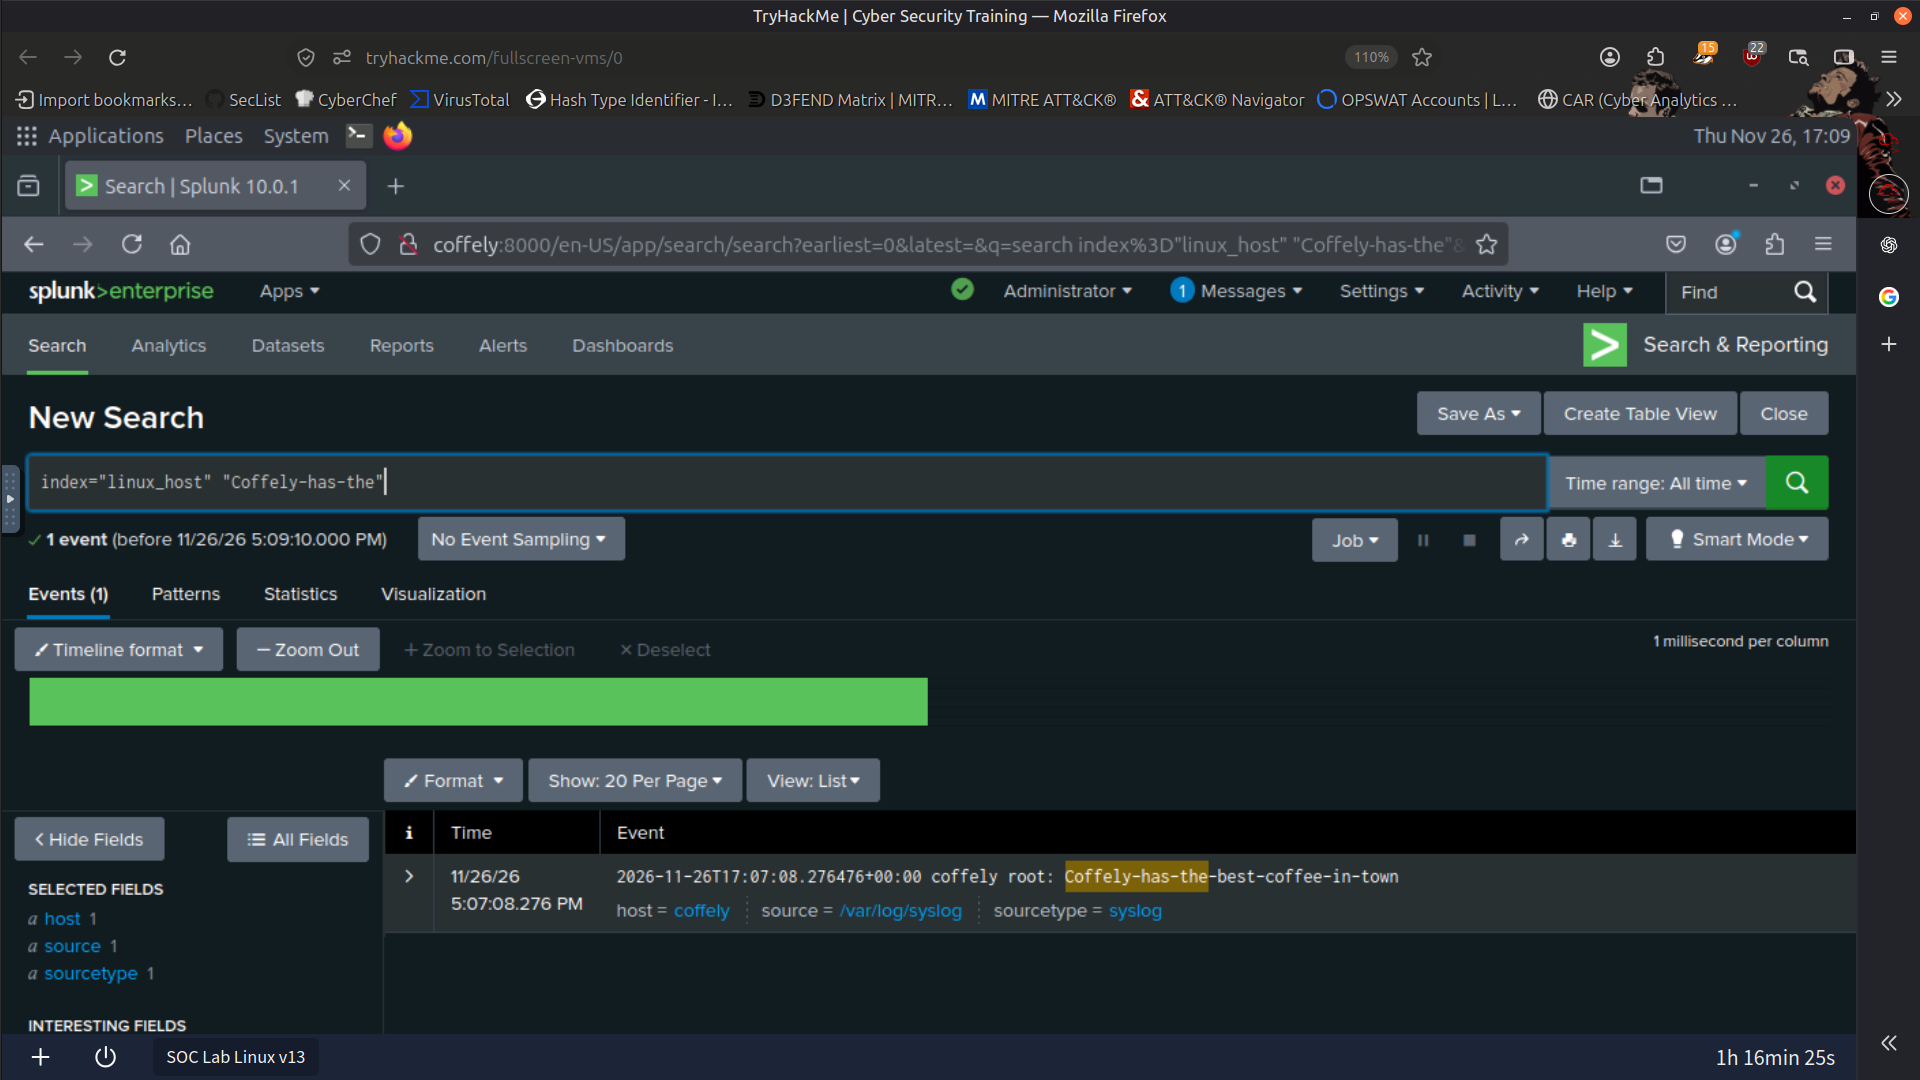 TryHackMe | Cyber Security Training — Mozilla Firefox
tryhackme.com/fullscreen-vms/0
110%
15
22
Import bookmarks...
SecList
CyberChef
VirusTotal
Hash Type Identifier - I...
D3FEND Matrix | MITR...
MITRE ATT&CK®
ATT&CK® Navigator
OPSWAT Accounts | L...
CAR (Cyber Analytics ...
Applications Places System
Thu Nov 26, 17:09
Search | Splunk 10.0.1
coffely:8000/en-US/app/search/search?earliest=0&latest=&q=search index%3D"linux_host" "Coffely-has-the"&
splunk>enterprise
Apps
Administrator
1 Messages
Settings
Activity
Help
Find
Search
Analytics
Datasets
Reports
Alerts
Dashboards
Search & Reporting
New Search
Save As
Create Table View
Close
index="linux_host" "Coffely-has-the"
Time range: All time
1 event (before 11/26/26 5:09:10.000 PM)
No Event Sampling
Job
Smart Mode
Events (1)
Patterns
Statistics
Visualization
Timeline format
— Zoom Out
+ Zoom to Selection
× Deselect
1 millisecond per column
Format
Show: 20 Per Page
View: List
< Hide Fields
All Fields
i
Time
Event
SELECTED FIELDS
a host 1
a source 1
a sourcetype 1
INTERESTING FIELDS
11/26/26
5:07:08.276 PM
2026-11-26T17:07:08.276476+00:00 coffely root: Coffely-has-the-best-coffee-in-town
host = coffely
source = /var/log/syslog
sourcetype = syslog
SOC Lab Linux v13
1h 16min 25s